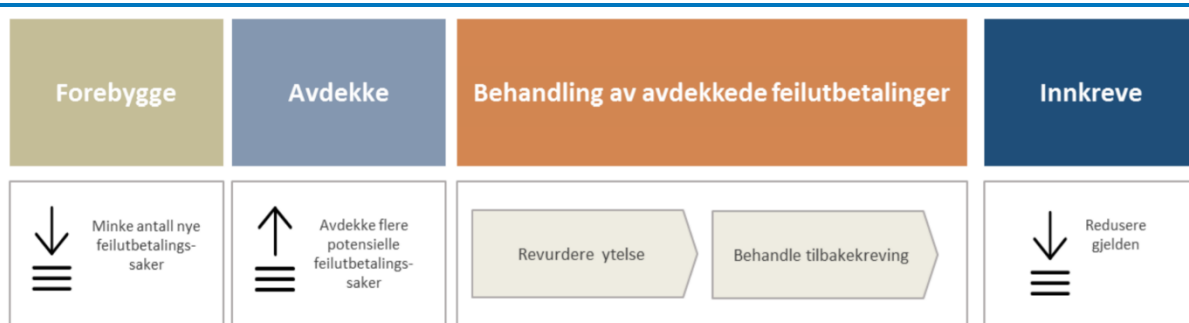 Forebygge
Avdekke
Behandling av avdekkede feilutbetalinger
Innkreve
Minke antall nye
feilutbetalings-
saker
Avdekke flere
potensielle
feilutbetalings-
saker
Revurdere ytelse
Behandle tilbakekreving
Redusere
gjelden